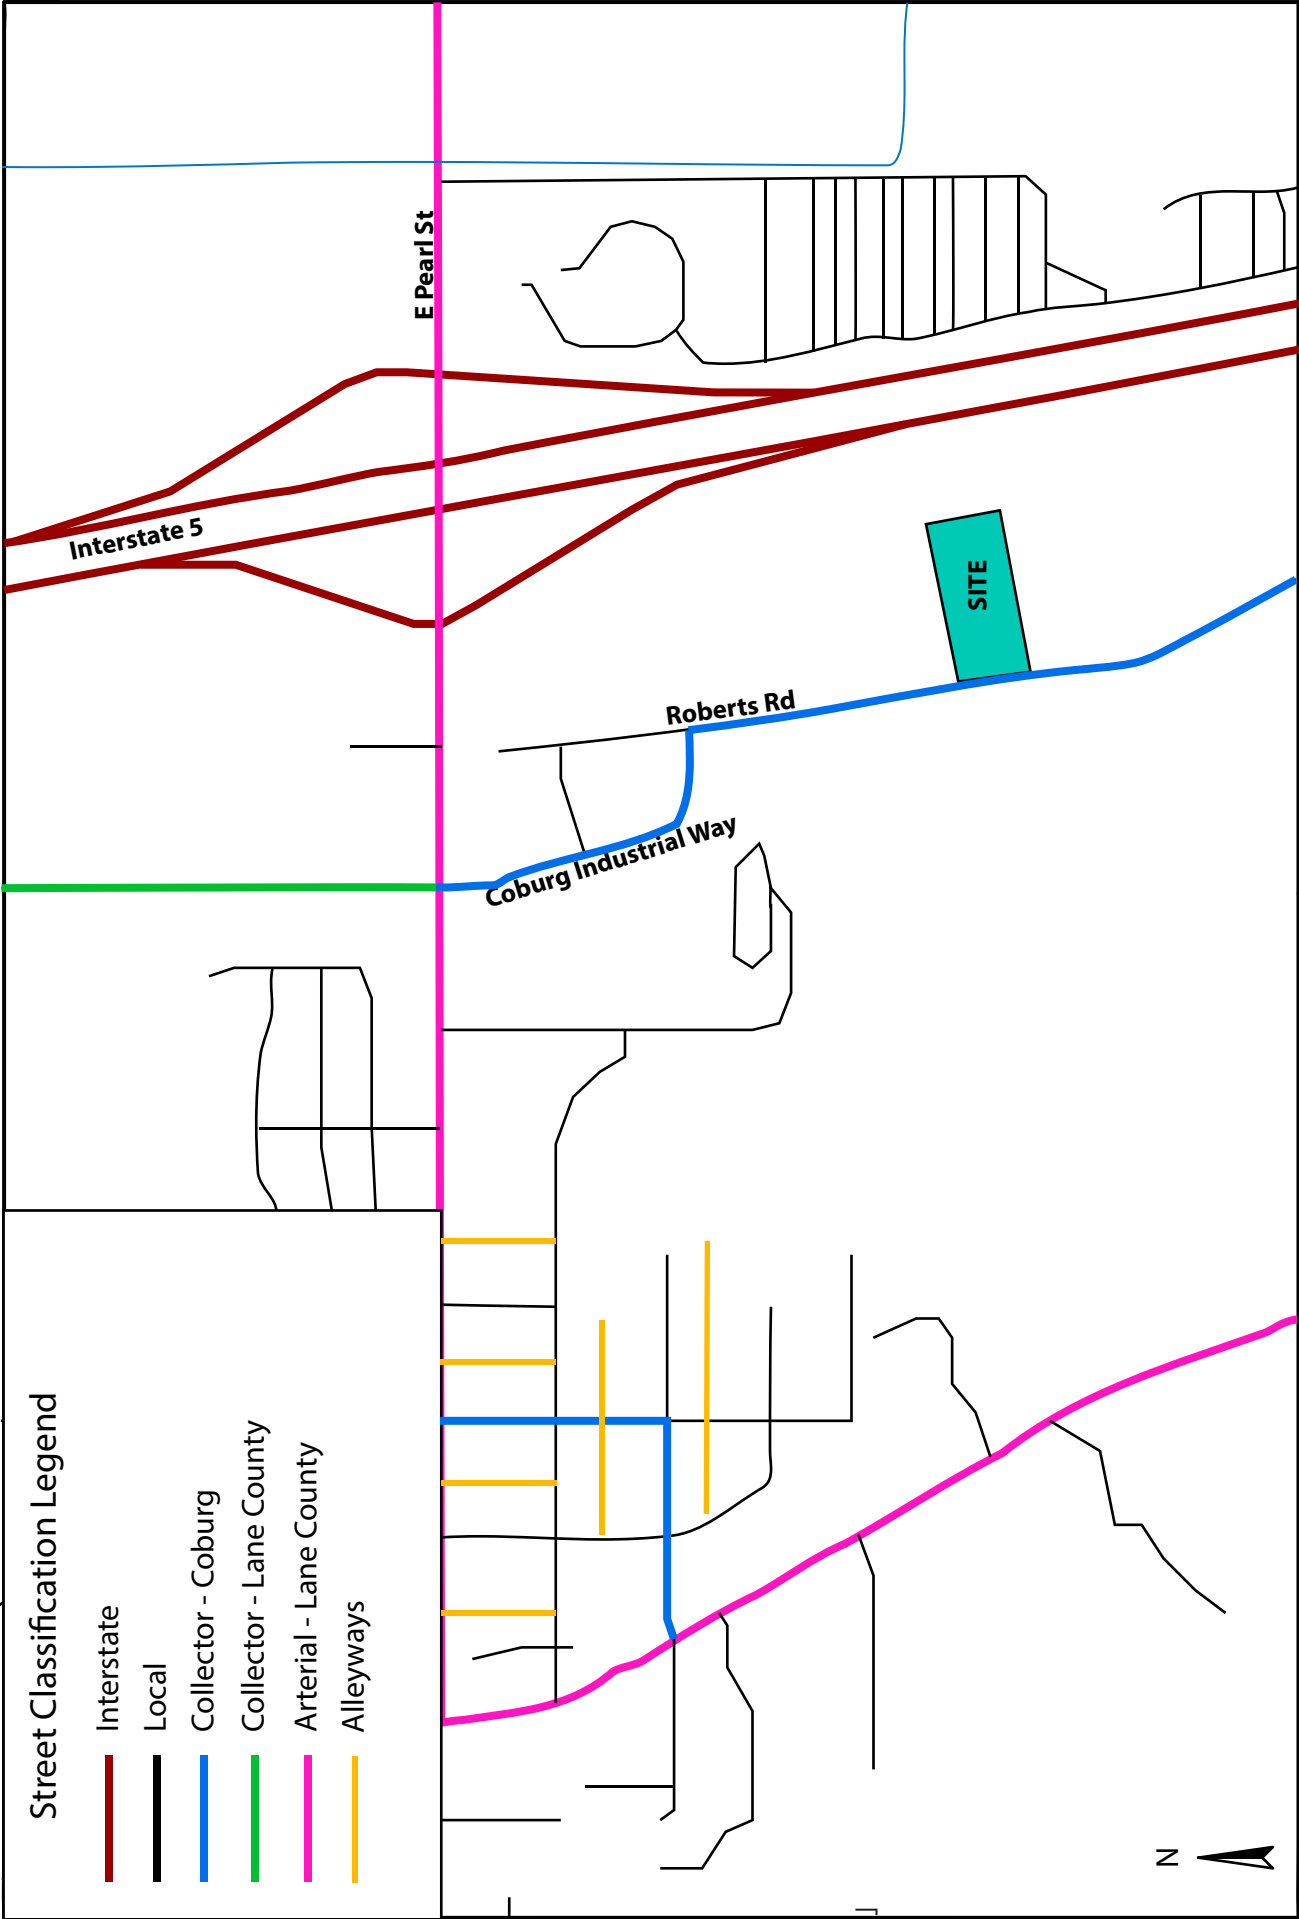 E Pearl St
Interstate 5
SITE
Roberts Rd
Coburg Industrial Way
Street Classification Legend
Interstate
Local
Collector - Coburg
Collector - Lane County
Arterial - Lane County
Alleyways
N